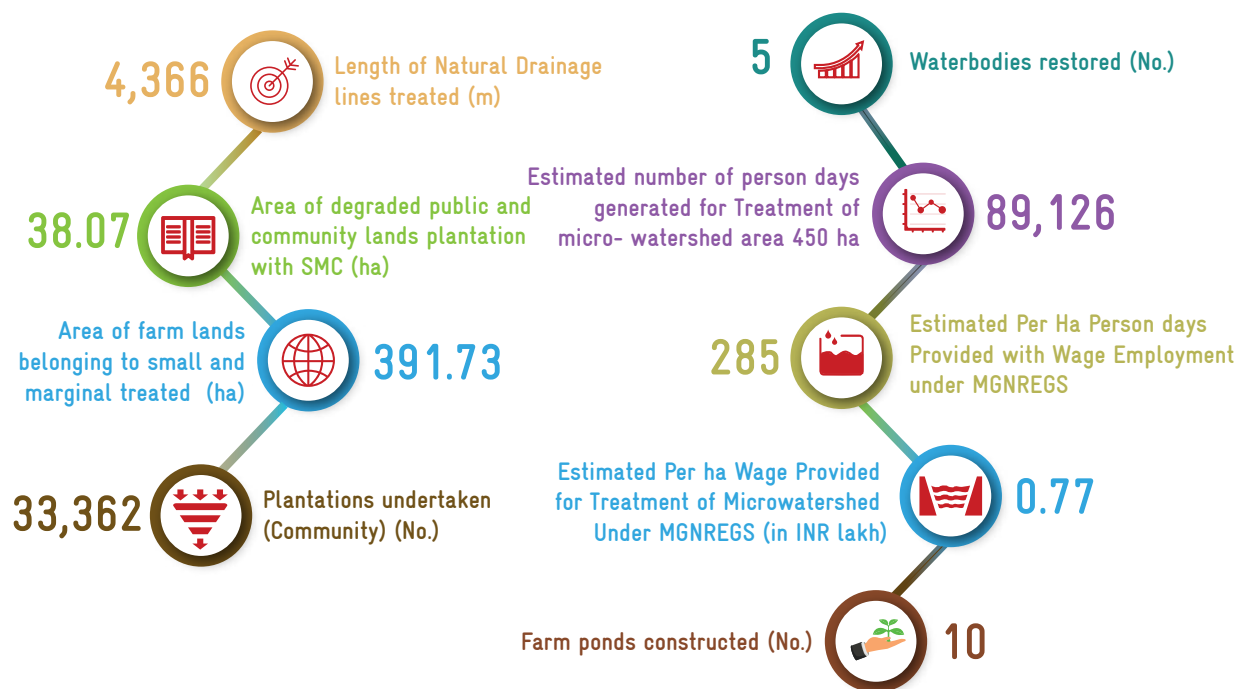 4,366
Length of Natural Drainage
lines treated (m)
38.07
Area of degraded public and
community lands plantation
with SMC (ha)
Area of farm lands
belonging to small and
marginal treated (ha)
391.73
33,362
Plantations undertaken
(Community) (No.)
5
Waterbodies restored (No.)
Estimated number of person days
generated for Treatment of
micro- watershed area 450 ha
89,126
285
Estimated Per Ha Person days
Provided with Wage Employment
under MGNREGS
Estimated Per ha Wage Provided
for Treatment of Microwatershed
Under MGNREGS (in INR lakh)
0.77
Farm ponds constructed (No.)
10